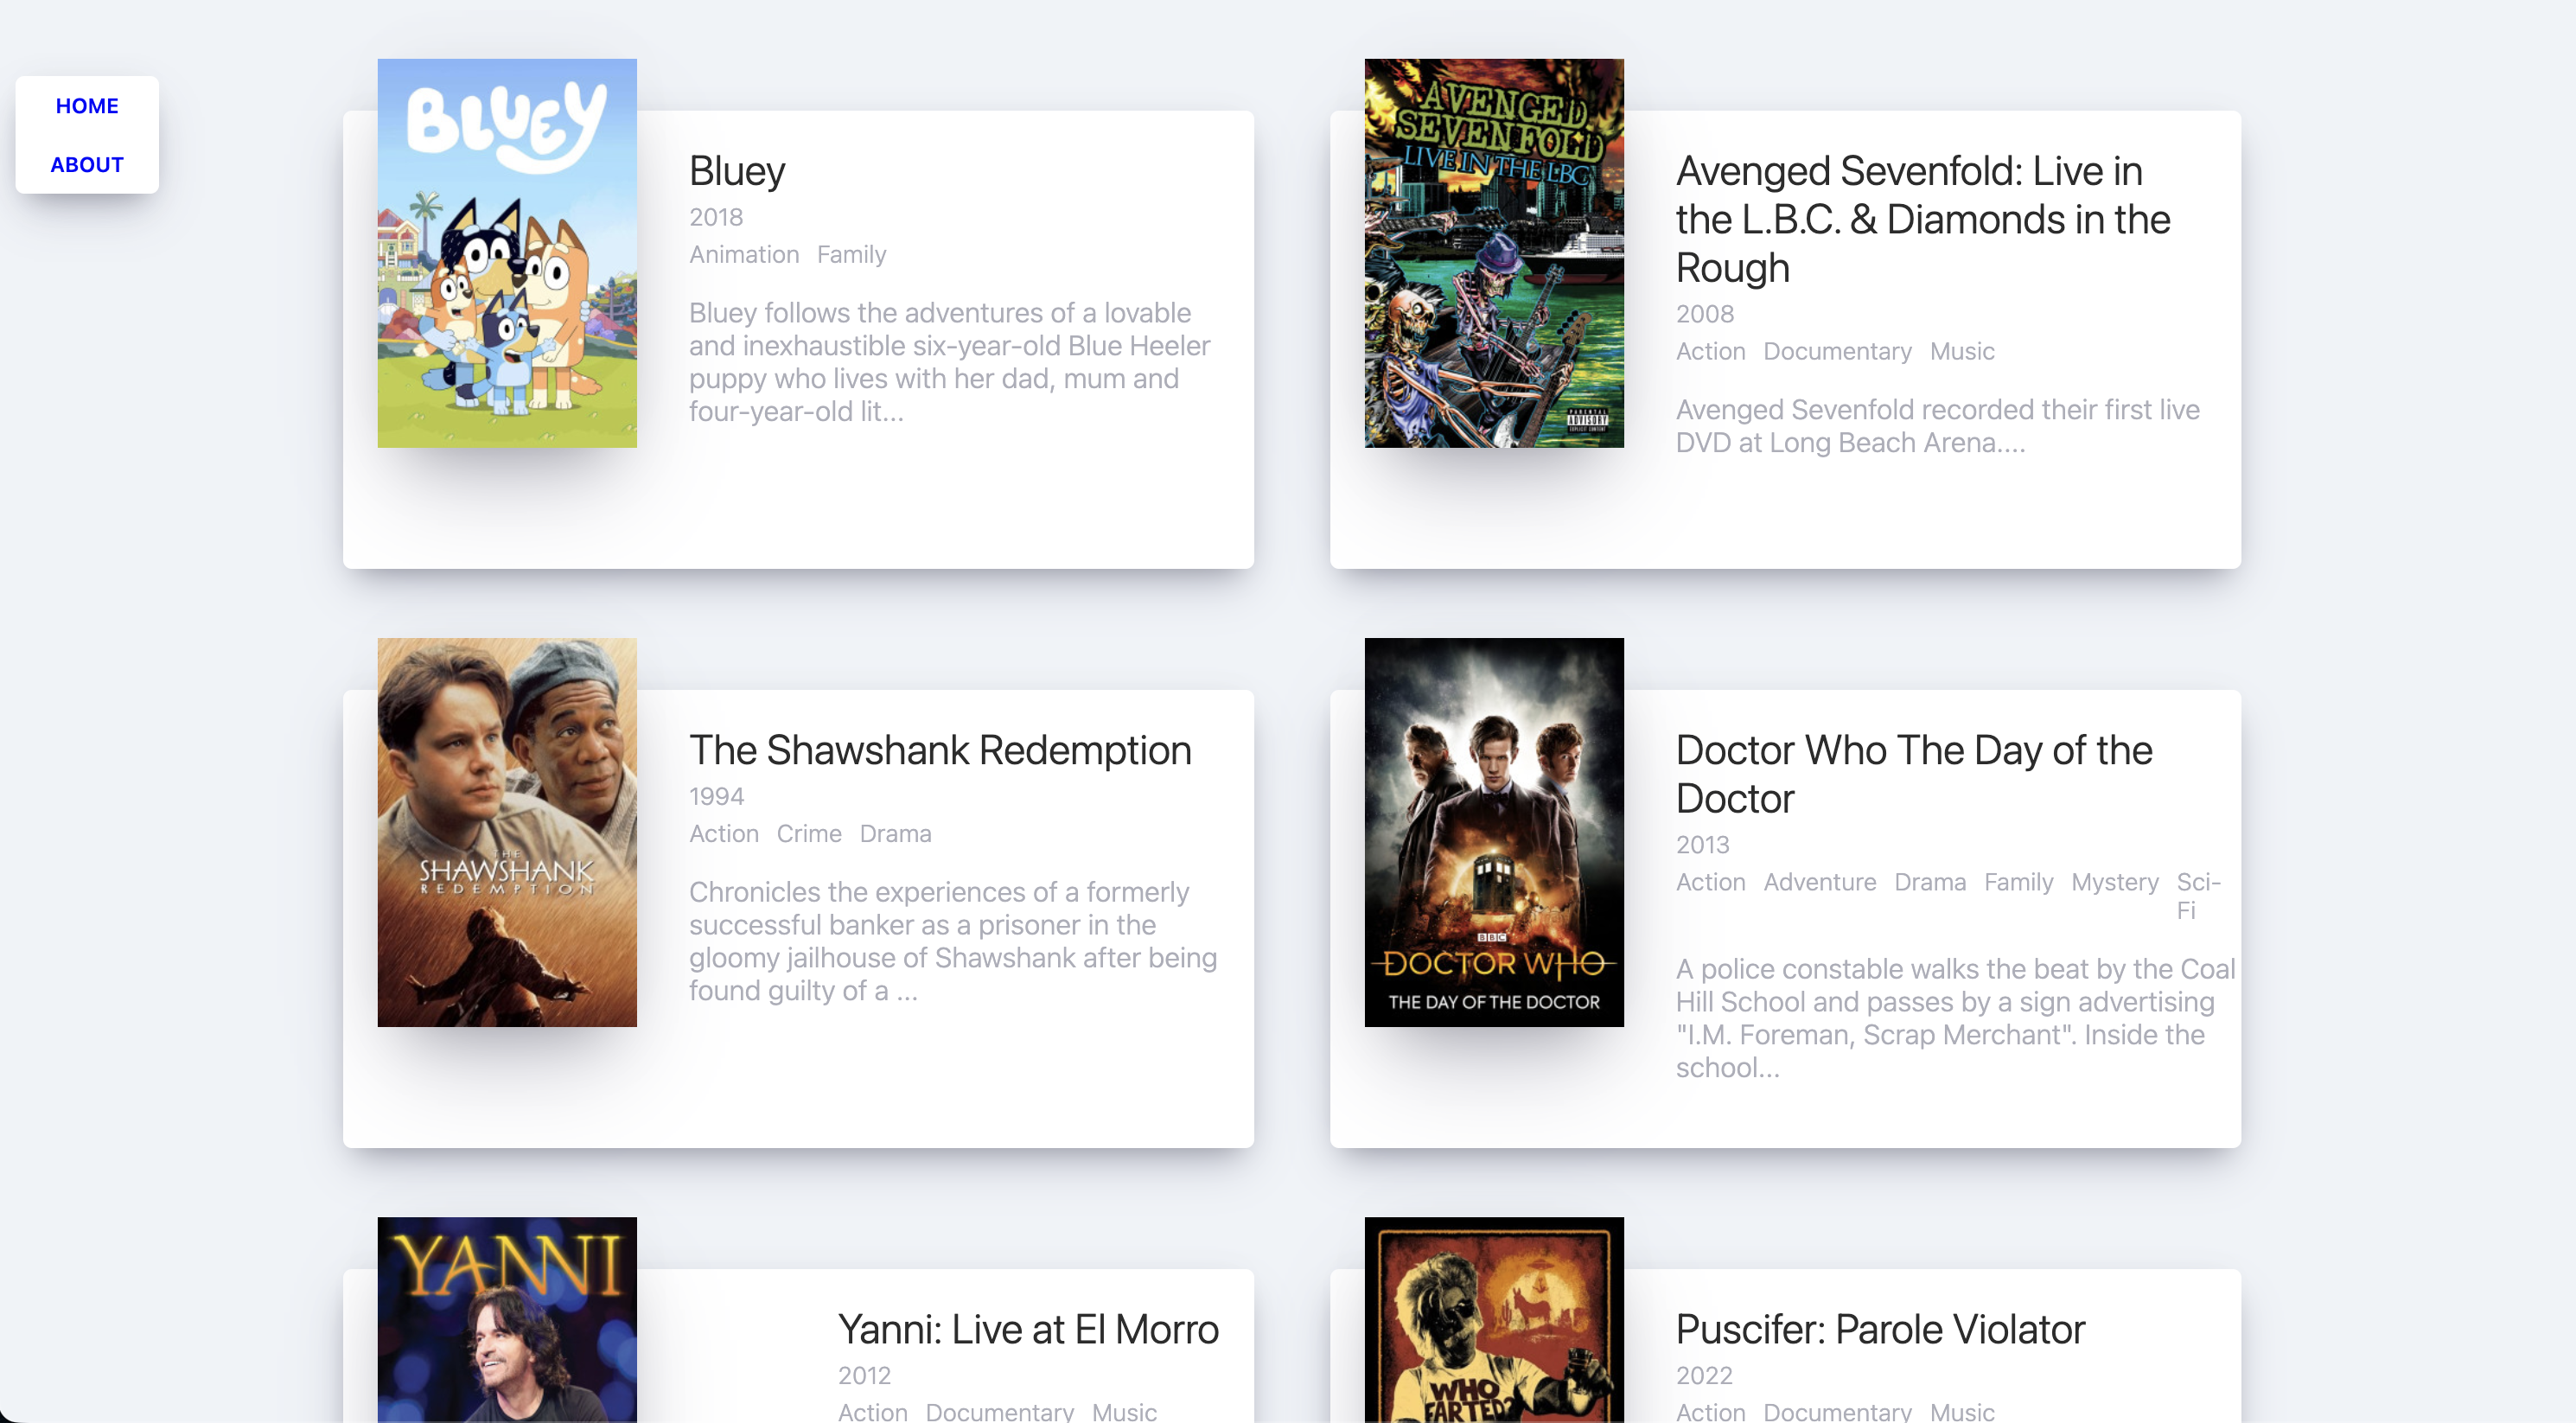 HOME
ABOUT
BLUEY
Bluey
2018
Animation Family
Bluey follows the adventures of a lovable
and inexhaustible six-year-old Blue Heeler
puppy who lives with her dad, mum and
four-year-old lit...
AVENGED
SEVENFOLD
LIVE IN THE LBC
PARENTAL
ADVISORY
EXPLICIT CONTENT
Avenged Sevenfold: Live in
the L.B.C. & Diamonds in the
Rough
2008
Action Documentary Music
Avenged Sevenfold recorded their first live
DVD at Long Beach Arena....
THE
SHAWSHANK
REDEMPTION
The Shawshank Redemption
1994
Action Crime Drama
Chronicles the experiences of a formerly
successful banker as a prisoner in the
gloomy jailhouse of Shawshank after being
found guilty of a ...
BBC
DOCTOR WHO
THE DAY OF THE DOCTOR
Doctor Who The Day of the
Doctor
2013
Action Adventure Drama Family Mystery Sci-
Fi
A police constable walks the beat by the Coal
Hill School and passes by a sign advertising
"I.M. Foreman, Scrap Merchant". Inside the
school...
YANNI
Yanni: Live at El Morro
2012
Action Documentary Music
WHO
FARTED?
Puscifer: Parole Violator
2022
Action Documentary Music